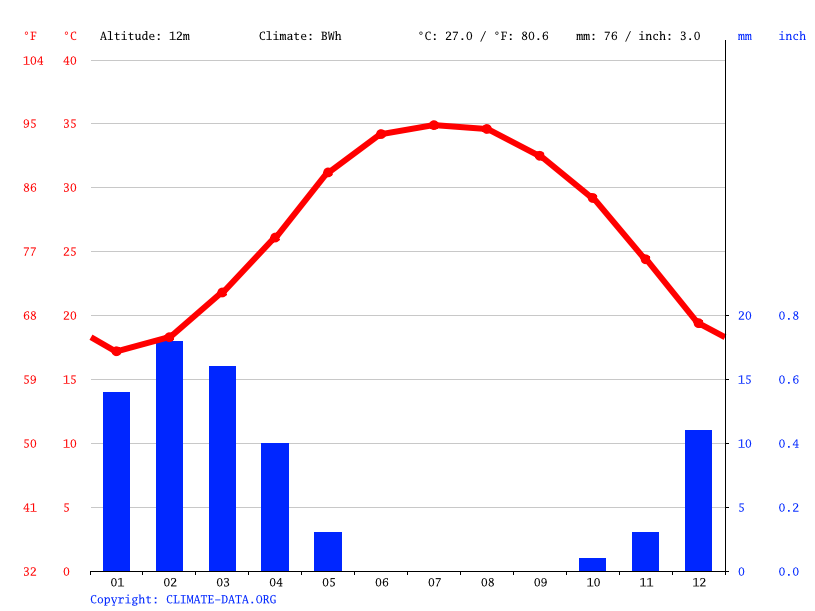 °F °C Altitude: 12m Climate: BWh °C: 27.0 / °F: 80.6 mm: 76 / inch: 3.0 mm inch
104 40
95 35
86 30
77 25
68 20 20 0.8
59 15 15 0.6
50 10 10 0.4
41 5 5 0.2
32 0 0 0.0
01 02 03 04 05 06 07 08 09 10 11 12
Copyright: CLIMATE-DATA.ORG